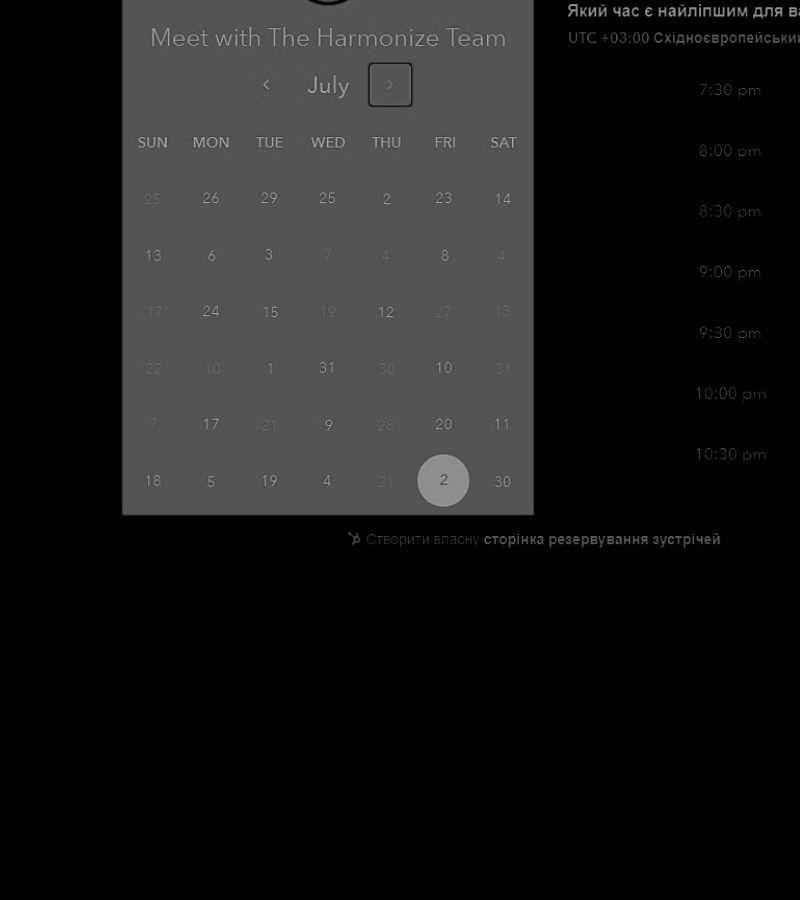 Meet with The Harmonize Team
July
SUN MON TUE WED THU FRI SAT
25 26 29 25 2 23 14
13 6 3 7 4 8 4
17 24 15 19 12 27 13
22 10 1 31 30 10 31
7 17 21 9 28 20 11
18 5 19 4 21 2 30
Який час є найліпшим для
UTC +03:00
7:30 pm
8:00 pm
8:30 pm
9:00 pm
9:30 pm
10:00 pm
10:30 pm
Створити власну сторінка резервування зустрічей